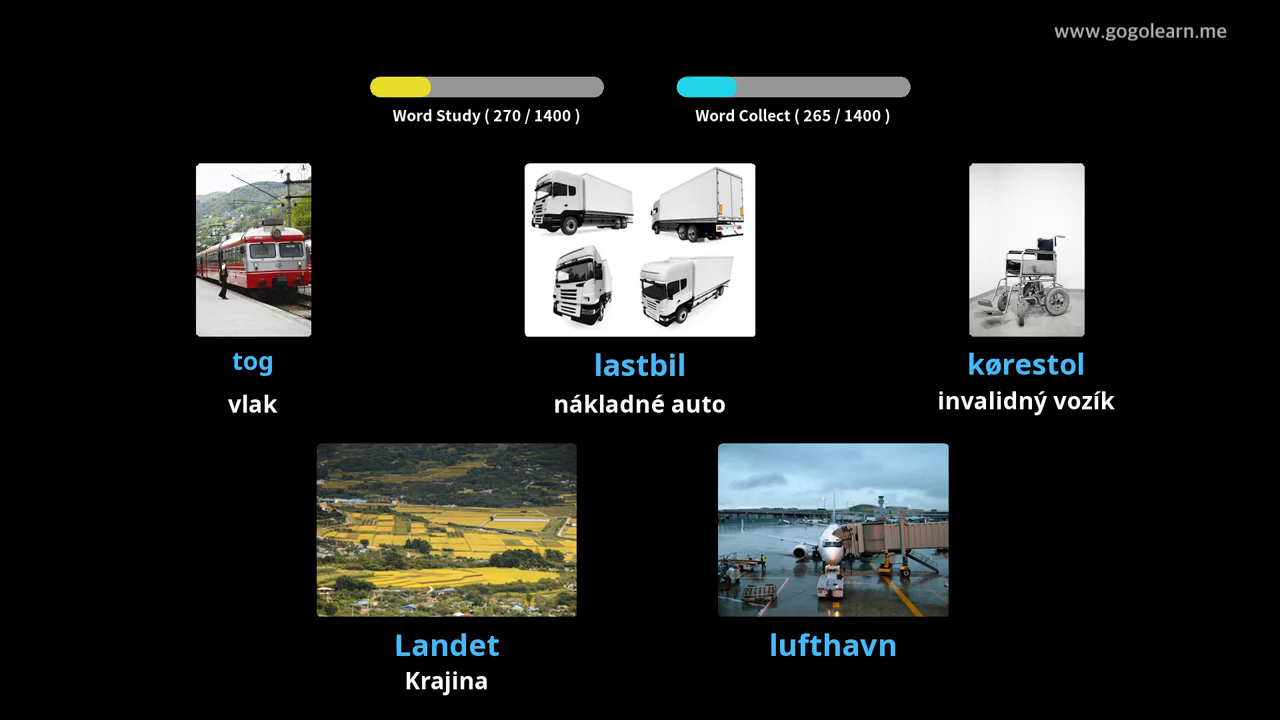 www.gogolearn.me
Word Study ( 270 / 1400 )
Word Collect ( 265 / 1400 )
tog
lastbil
kørestol
vlak
nákladné auto
invalidný vozík
Landet
lufthavn
Krajina